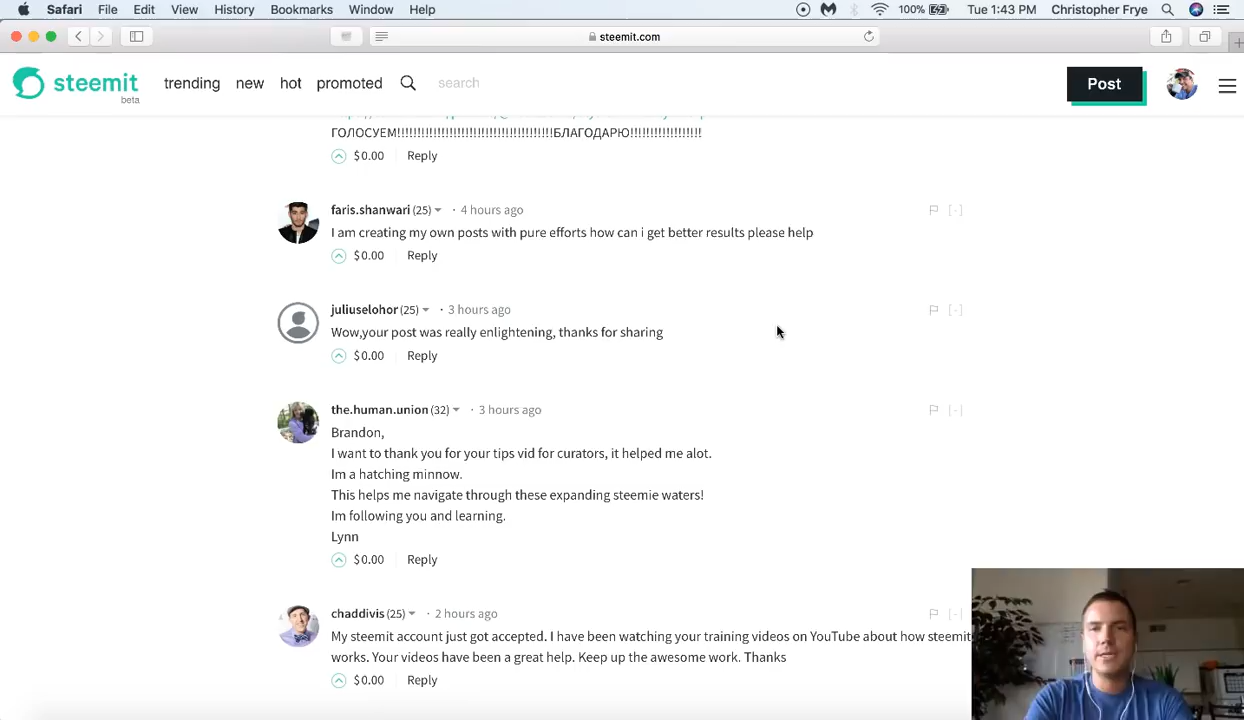 Safari File Edit View History Bookmarks Window Help 100% Tue 1:43 PM Christopher Frye
steemit.com
steemit beta trending new hot promoted search Post
ГОЛОСУЕМ!!!!!!!!!!!!!!!!!!!!!!!!!!!!!!!!!!!!!!!!БЛАГОДАРЮ!!!!!!!!!!!!!!!!!!
$0.00 Reply
faris.shanwari (25) · 4 hours ago [-]
I am creating my own posts with pure efforts how can i get better results please help
$0.00 Reply
juliuselohor (25) · 3 hours ago [-]
Wow,your post was really enlightening, thanks for sharing
$0.00 Reply
the.human.union (32) · 3 hours ago [-]
Brandon,
I want to thank you for your tips vid for curators, it helped me alot.
Im a hatching minnow.
This helps me navigate through these expanding steemie waters!
Im following you and learning.
Lynn
$0.00 Reply
chaddivis (25) · 2 hours ago [-]
My steemit account just got accepted. I have been watching your training videos on YouTube about how steemit
works. Your videos have been a great help. Keep up the awesome work. Thanks
$0.00 Reply